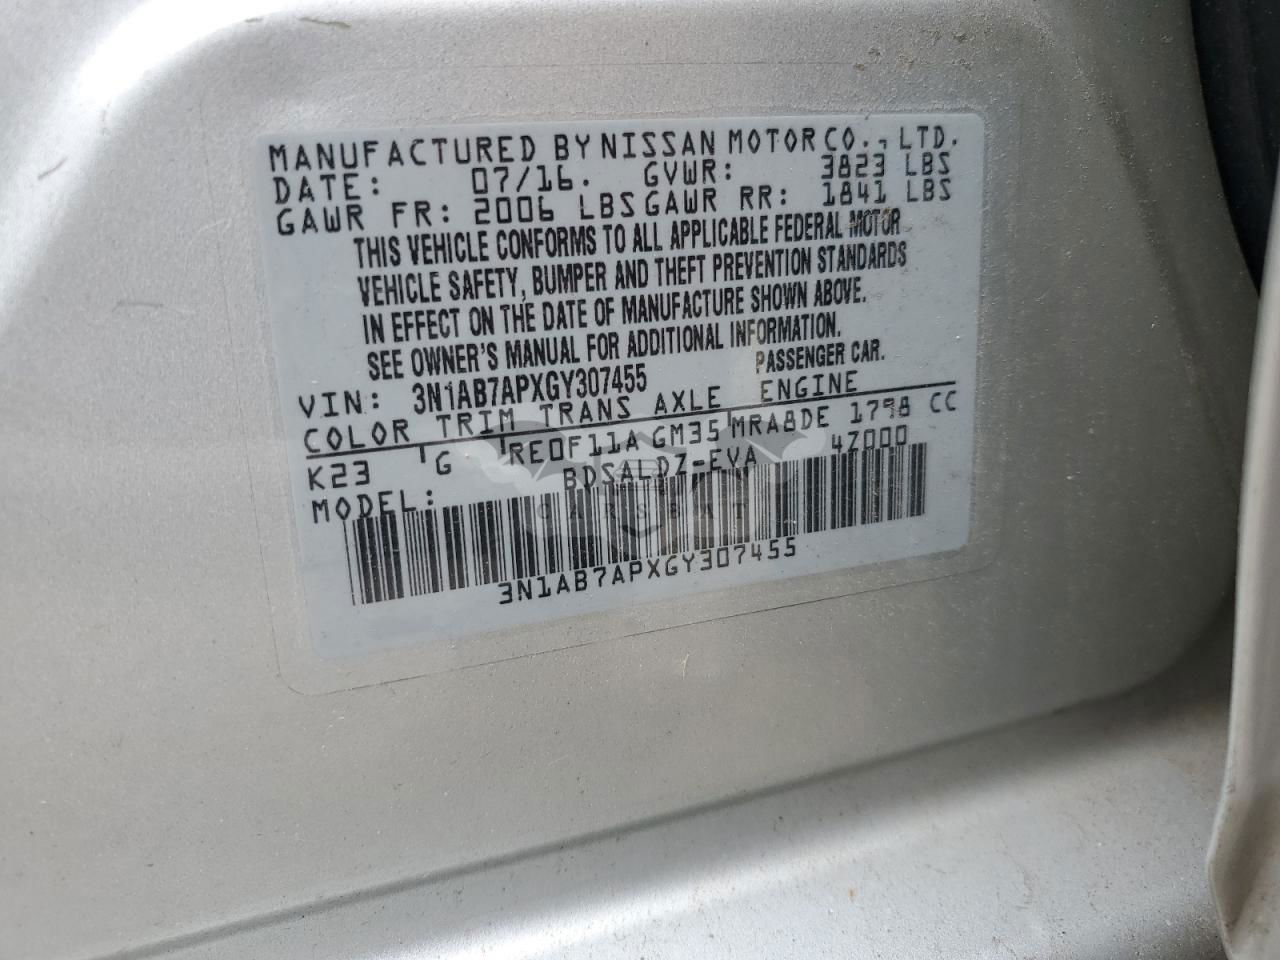 MANUFACTURED BY NISSAN MOTOR CO., LTD.
DATE: 07/16. GVWR: 3823 LBS
GAWR FR: 2006 LBS GAWR RR: 1841 LBS
THIS VEHICLE CONFORMS TO ALL APPLICABLE FEDERAL MOTOR
VEHICLE SAFETY, BUMPER AND THEFT PREVENTION STANDARDS
IN EFFECT ON THE DATE OF MANUFACTURE SHOWN ABOVE.
SEE OWNER'S MANUAL FOR ADDITIONAL INFORMATION.
PASSENGER CAR.
VIN: 3N1AB7APXGY307455
COLOR TRIM TRANS AXLE ENGINE
K23 G RE0F11A GM35 MRA8DE 1798 CC
MODEL: BDSALDZ-EVA 4Z000
CARSBAT
3N1AB7APXGY307455